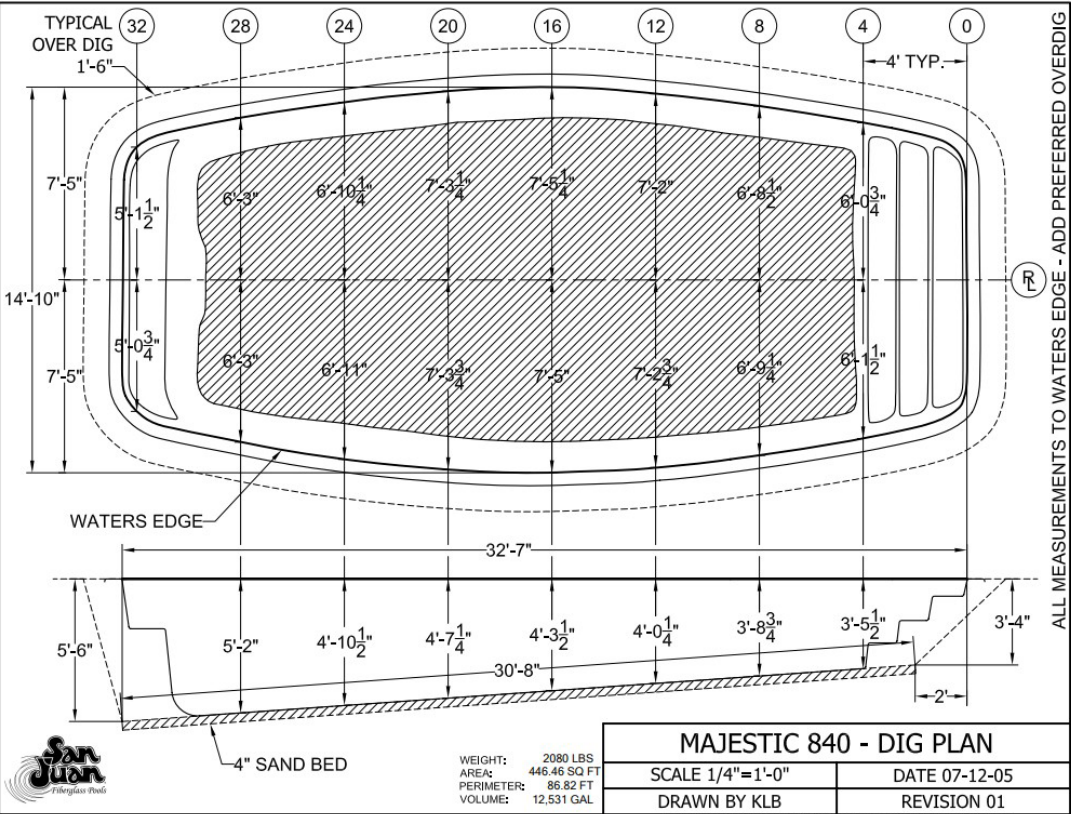 TYPICAL
OVER DIG
1'-6"
32
28
24
20
16
12
8
4
0
4' TYP.
7'-5"
14'-10"
7'-5"
5'-1 1/2"
6'-3"
6'-10 1/4"
7'-3 1/4"
7'-5 1/4"
7'-2"
6'-8 1/2"
6'-0 3/4"
5'-0 3/4"
6'-3"
6'-11"
7'-3 3/4"
7'-5"
7'-2 3/4"
6'-9 1/4"
6'-1 1/2"
RL
ALL MEASUREMENTS TO WATERS EDGE - ADD PREFERRED OVERDIG
WATERS EDGE
32'-7"
5'-6"
5'-2"
4'-10 1/2"
4'-7 1/4"
4'-3 1/2"
4'-0 1/4"
3'-8 3/4"
3'-5 1/2"
3'-4"
30'-8"
2'
4" SAND BED
San
Juan
Fiberglass Pools
WEIGHT: 2080 LBS
AREA: 446.46 SQ FT
PERIMETER: 86.82 FT
VOLUME: 12,531 GAL
MAJESTIC 840 - DIG PLAN
SCALE 1/4"=1'-0"
DATE 07-12-05
DRAWN BY KLB
REVISION 01